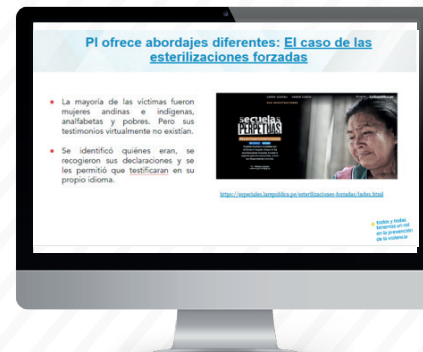 PI ofrece abordajes diferentes: El caso de las
esterilizaciones forzadas
• La mayoría de las víctimas fueron
mujeres andinas e indígenas,
analfabetas y pobres. Pero sus
testimonios virtualmente no existían.
• Se identificó quiénes eran, se
recogieron sus declaraciones y se
les permitió que testificaran en su
propio idioma.
secuelas
PERPETUAS
https://especiales.larepublica.pe/esterilizaciones-forzadas/index.html
todos y todas
tenemos un rol
en la prevención
de la violencia